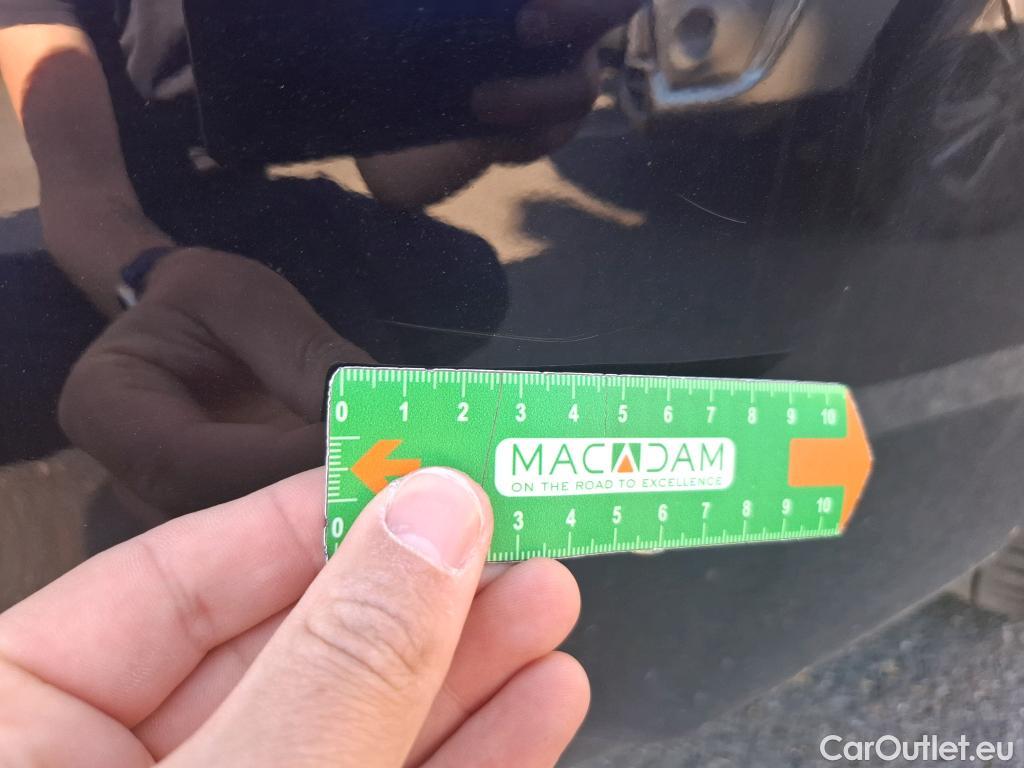 0 1 2 3 4 5 6 7 8 9 10
MACADAM
ON THE ROAD TO EXCELLENCE
0 3 4 5 6 7 8 9 10
CarOutlet.eu